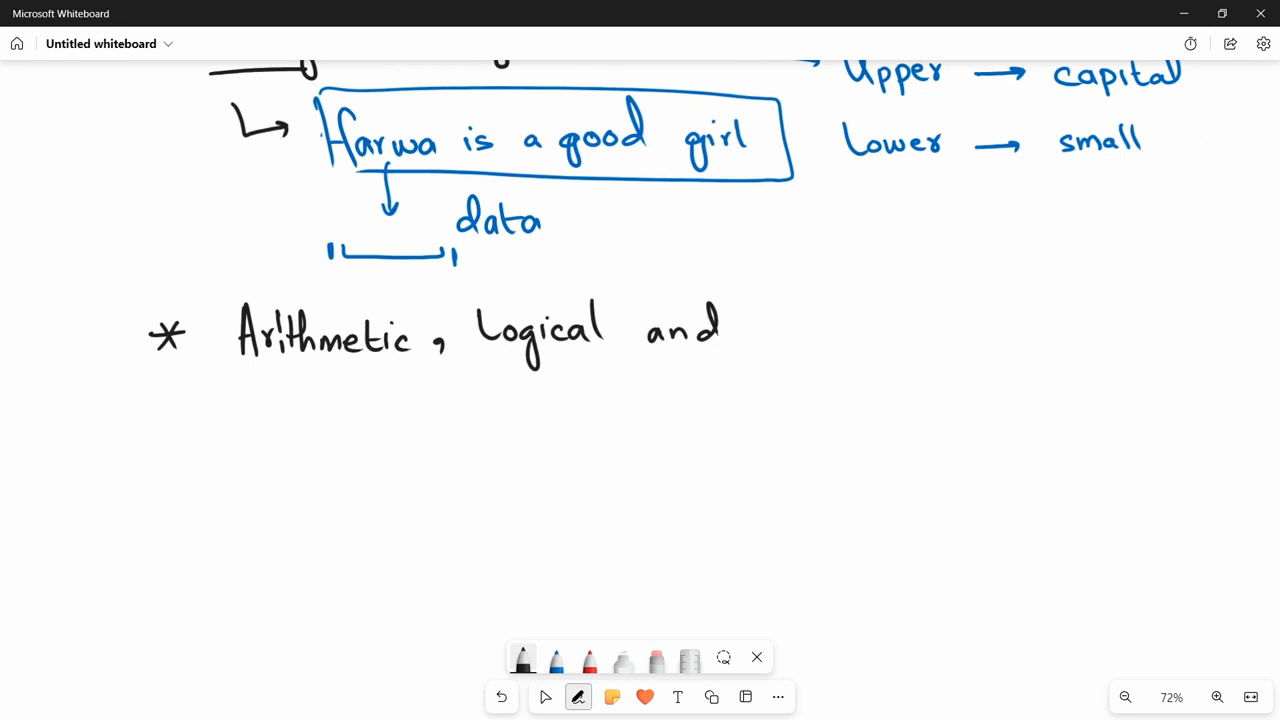 Microsoft Whiteboard
Untitled whiteboard
Upper → capital
Harwa is a good girl
Lower → small
data
* Arithmetic, Logical and
72%